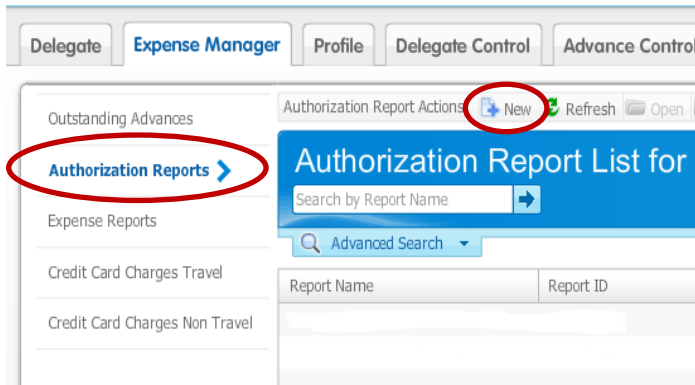 Delegate Expense Manager Profile Delegate Control Advance Control
Outstanding Advances
Authorization Reports
Expense Reports
Credit Card Charges Travel
Credit Card Charges Non Travel
Authorization Report Actions New Refresh Open
Authorization Report List for
Search by Report Name
Advanced Search
Report Name Report ID